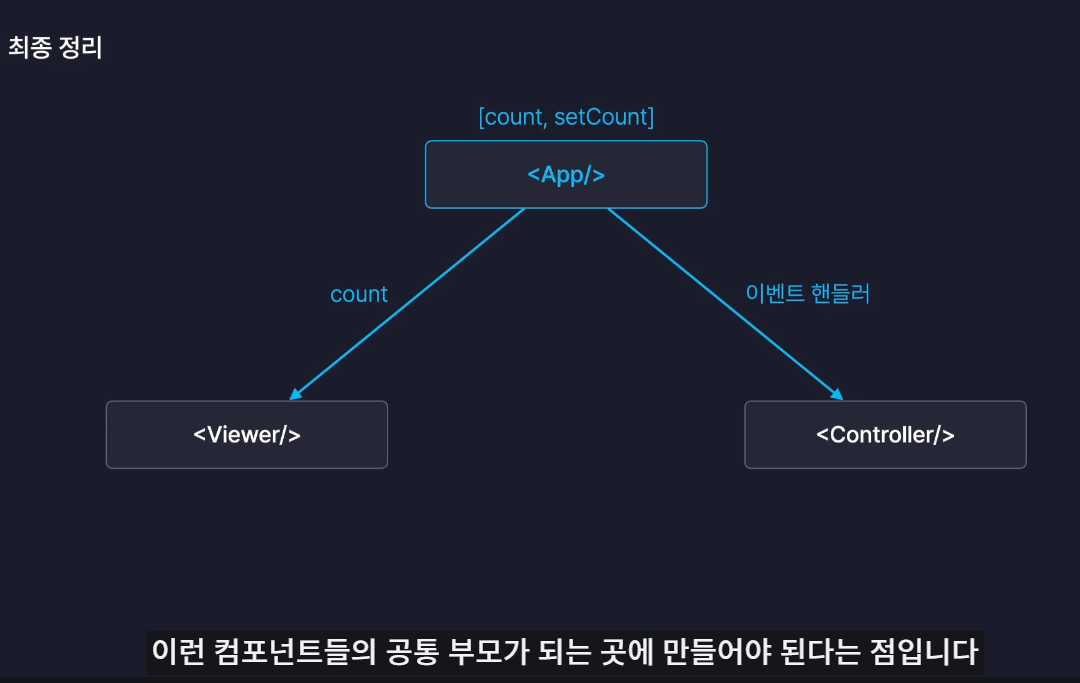 최종 정리
[count, setCount]
<App/>
count
이벤트 핸들러
<Viewer/>
<Controller/>
이런 컴포넌트들의 공통 부모가 되는 곳에 만들어야 된다는 점입니다